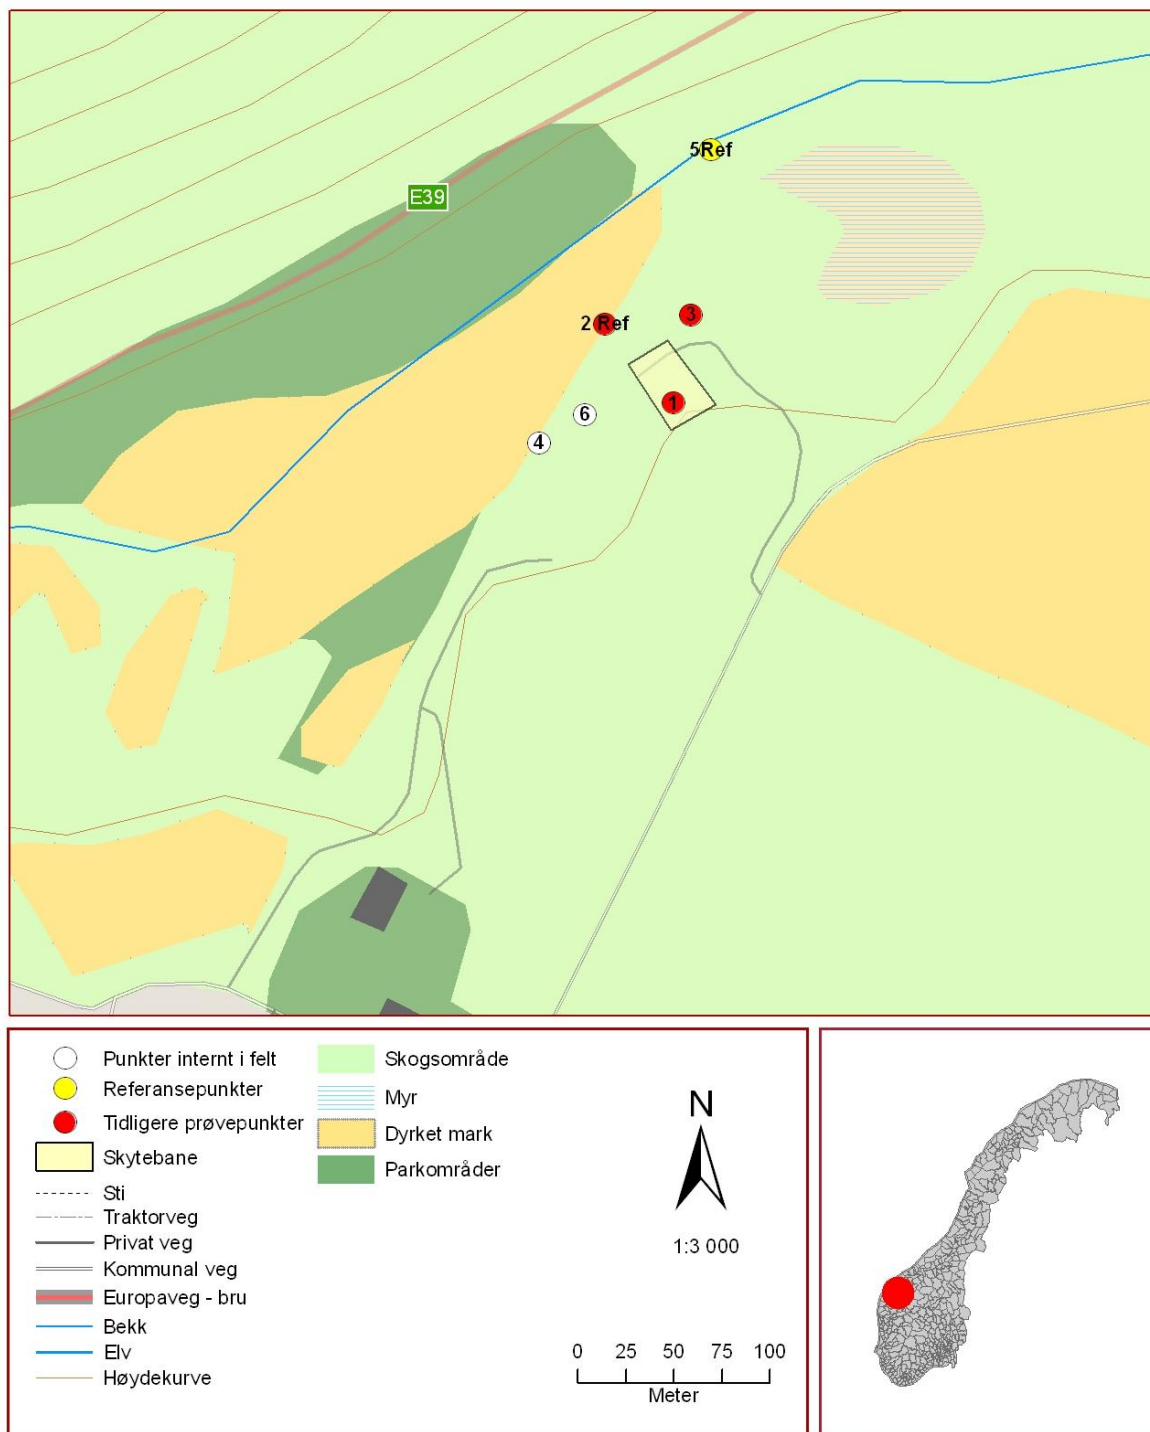 5Ref
E39
2 Ref
3
1
6
4
Punkter internt i felt
Referansepunkter
Tidligere prøvepunkter
Skytebane
Sti
Traktorveg
Privat veg
Kommunal veg
Europaveg - bru
Bekk
Elv
Høydekurve
Skogsområde
Myr
Dyrket mark
Parkområder
N
1:3 000
0 25 50 75 100
Meter